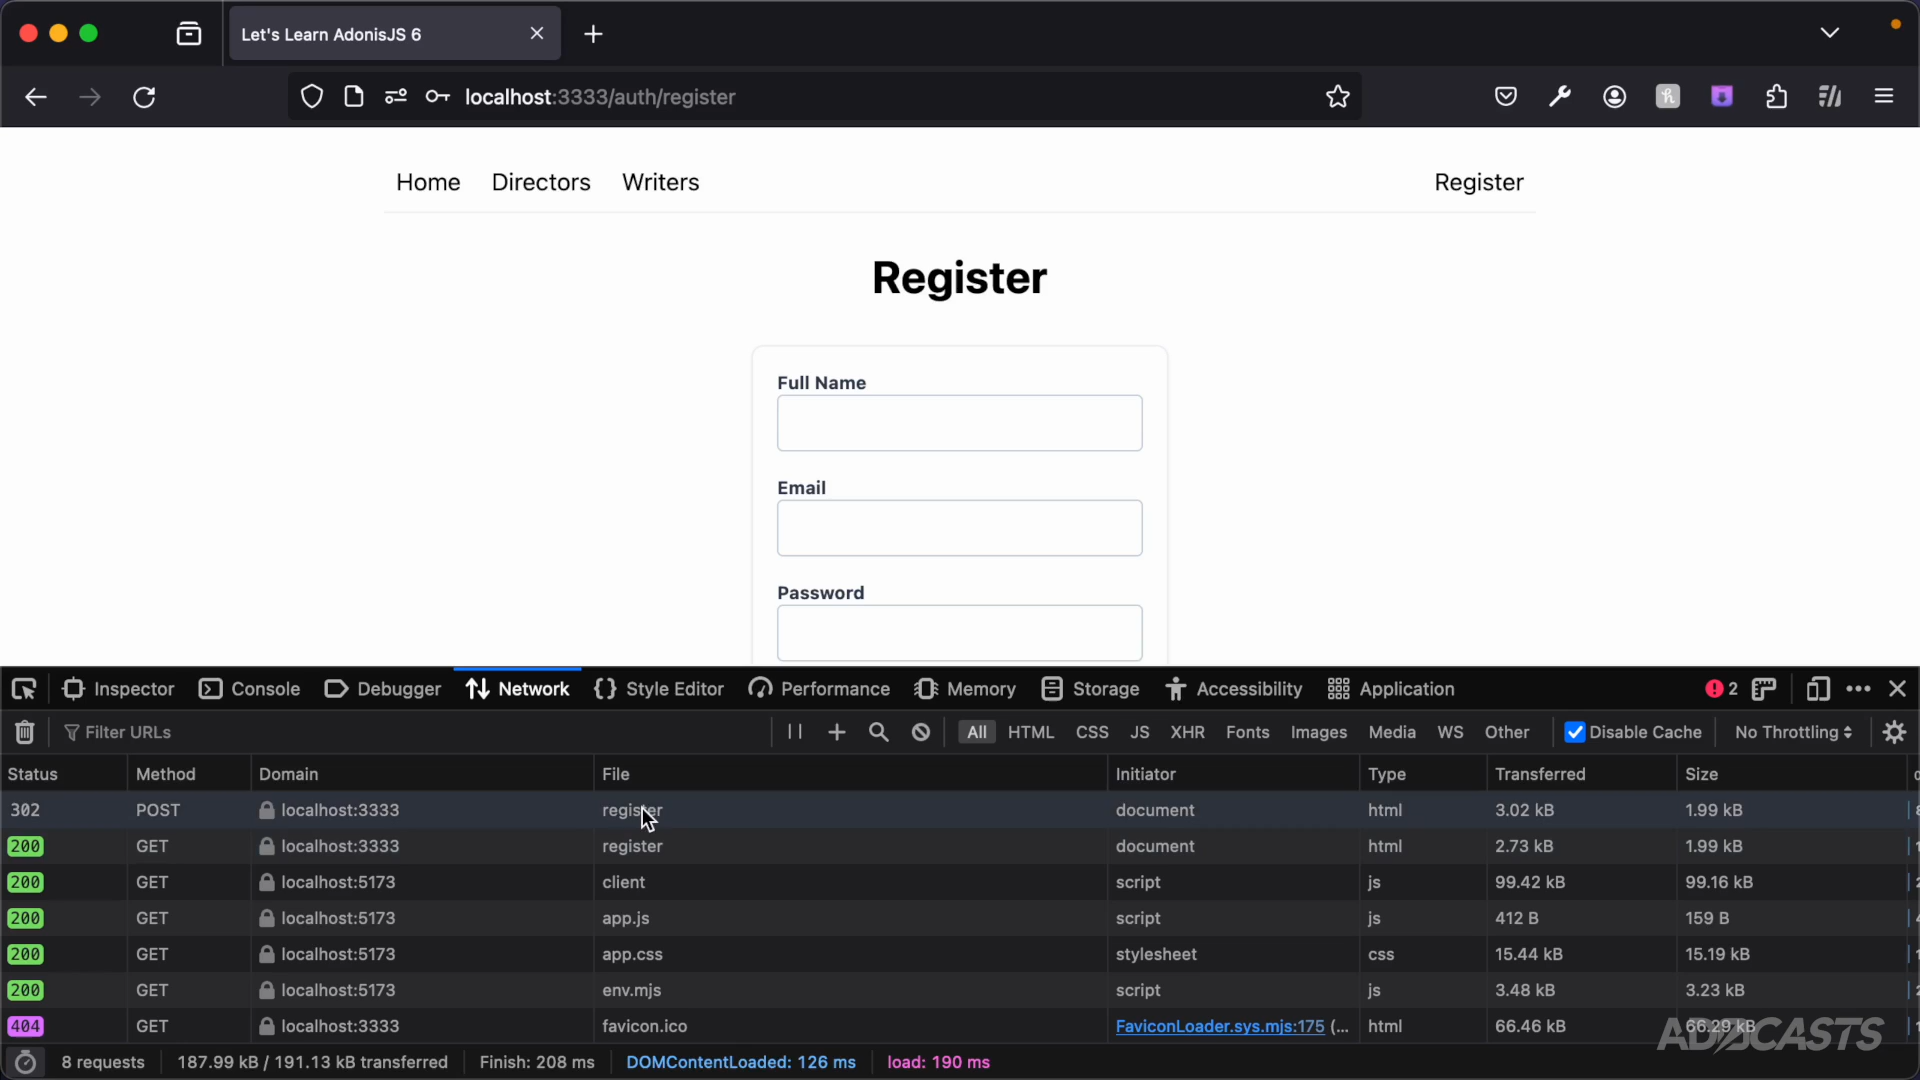 Let's Learn AdonisJS 6
localhost:3333/auth/register
Home Directors Writers Register
Register
Full Name
Email
Password
Inspector Console Debugger Network Style Editor Performance Memory Storage Accessibility Application 2
Filter URLs All HTML CSS JS XHR Fonts Images Media WS Other Disable Cache No Throttling
Status Method Domain File Initiator Type Transferred Size
302 POST localhost:3333 register document html 3.02 kB 1.99 kB
200 GET localhost:3333 register document html 2.73 kB 1.99 kB
200 GET localhost:5173 client script js 99.42 kB 99.16 kB
200 GET localhost:5173 app.js script js 412 B 159 B
200 GET localhost:5173 app.css stylesheet css 15.44 kB 15.19 kB
200 GET localhost:5173 env.mjs script js 3.48 kB 3.23 kB
404 GET localhost:3333 favicon.ico FaviconLoader.sys.mjs:175 (... html 66.46 kB 66.29 kB
ADOCASTS
8 requests 187.99 kB / 191.13 kB transferred Finish: 208 ms DOMContentLoaded: 126 ms load: 190 ms